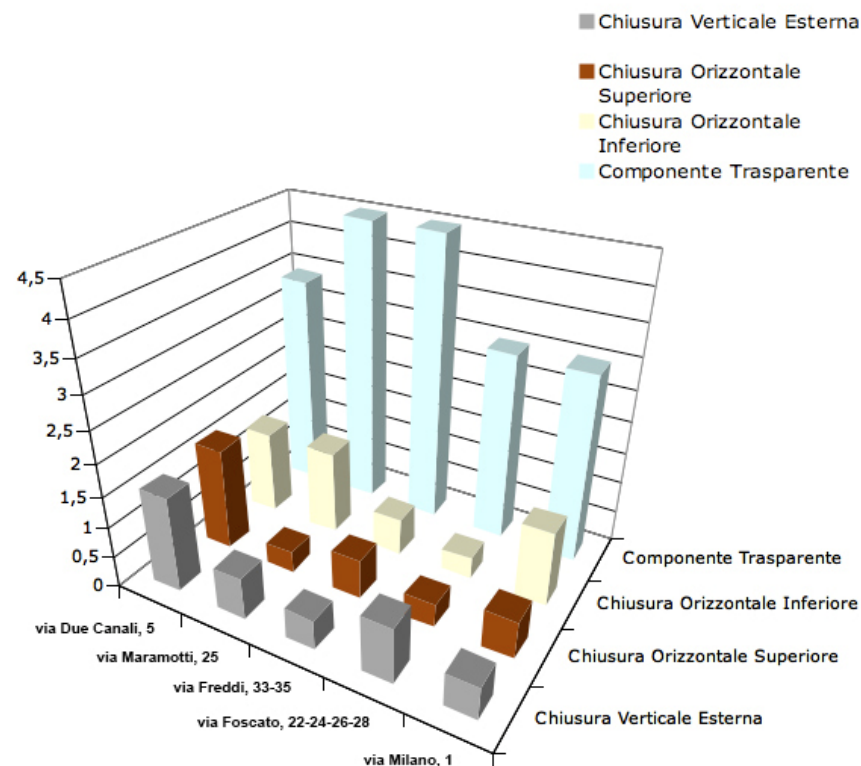 Chiusura Verticale Esterna
Chiusura Orizzontale
Superiore
Chiusura Orizzontale
Inferiore
Componente Trasparente
4,5
4
3,5
3
2,5
2
1,5
1
0,5
0
via Due Canali, 5
via Maramotti, 25
via Freddi, 33-35
via Foscato, 22-24-26-28
via Milano, 1
Componente Trasparente
Chiusura Orizzontale Inferiore
Chiusura Orizzontale Superiore
Chiusura Verticale Esterna